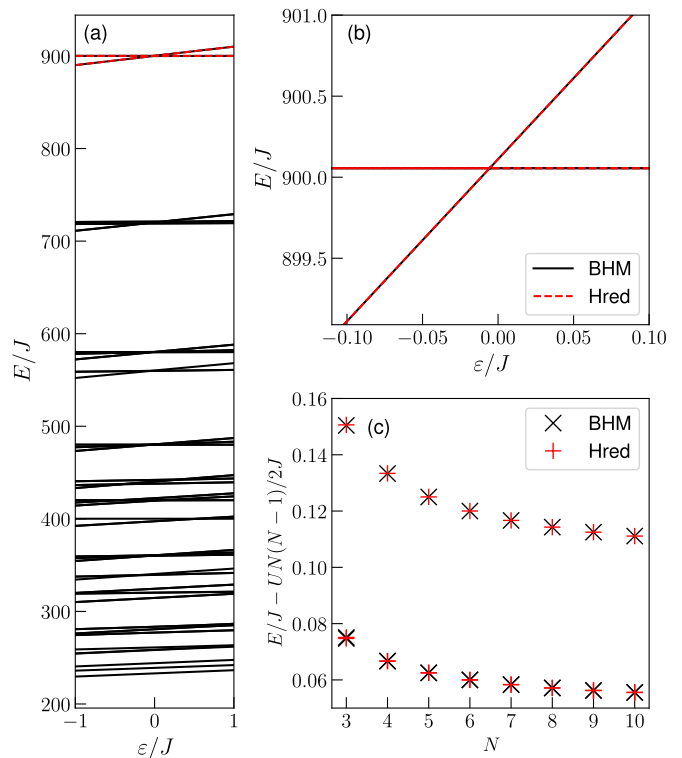 (a)
900
800
700
600
500
400
300
200
E/J
−1
0
1
ε/J
(b)
901.0
900.5
900.0
899.5
E/J
BHM
Hred
−0.10
−0.05
0.00
0.05
0.10
ε/J
(c)
0.16
0.14
0.12
0.10
0.08
0.06
E/J − UN(N − 1)/2J
BHM
Hred
3
4
5
6
7
8
9
10
N